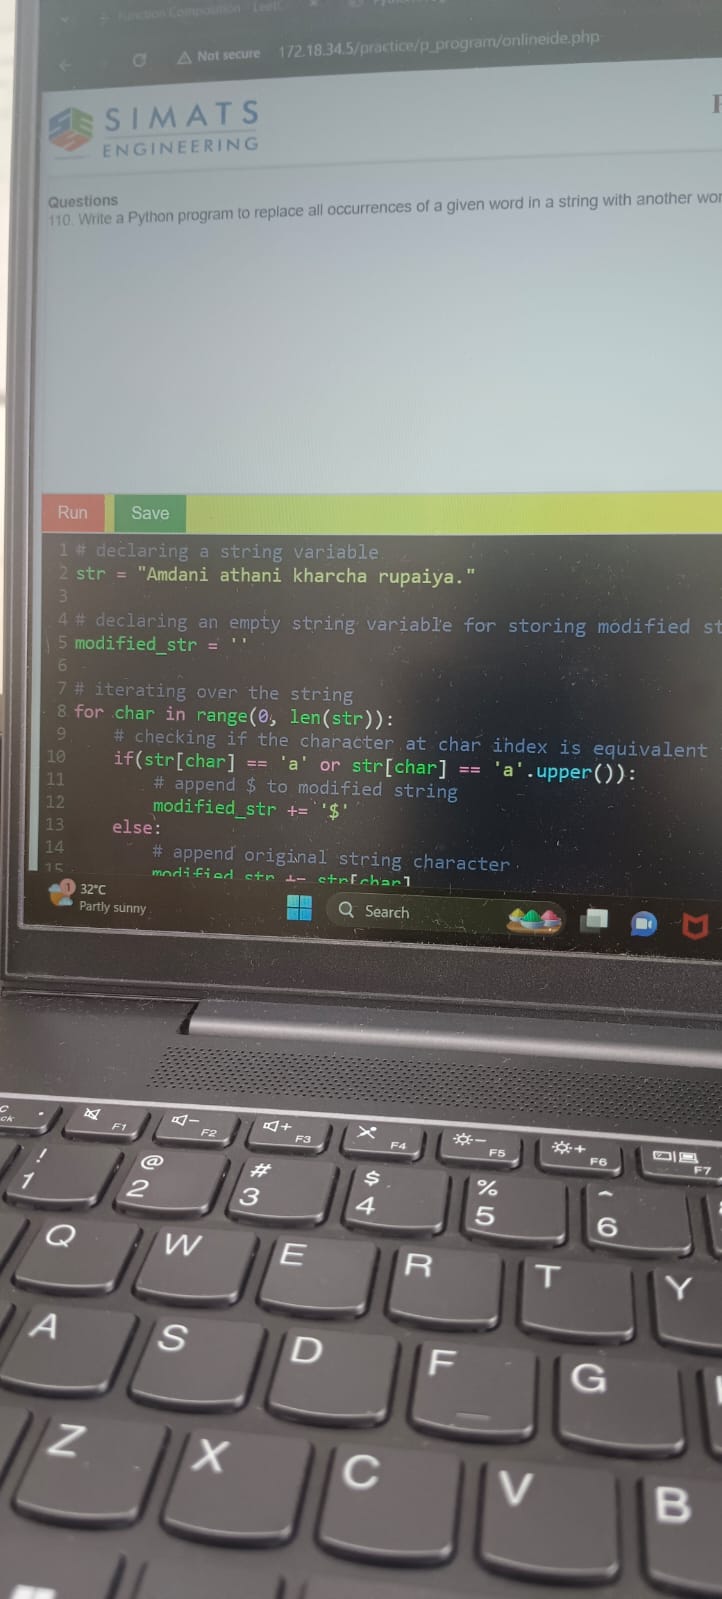 Function Composition - Leet
Not secure 172.18.34.5/practice/p_program/onlineide.php
SIMATS
ENGINEERING
Questions
110. Write a Python program to replace all occurrences of a given word in a string with another wor
Run
Save
1 # declaring a string variable
2 str = "Amdani athani kharcha rupaiya."
3
4 # declaring an empty string variable for storing modified st
5 modified_str = ''
6
7 # iterating over the string
8 for char in range(0, len(str)):
9 # checking if the character at char index is equivalent
10 if(str[char] == 'a' or str[char] == 'a'.upper()):
11 # append $ to modified string
12 modified_str += '$'
13 else:
14 # append original string character
15 modified_str += str[char]
1
32°C
Partly sunny
Search
F1 F2 F3 F4 F5 F6 F7
! @ # $ % ^
1 2 3 4 5 6
Q W E R T Y
A S D F G
Z X C V B